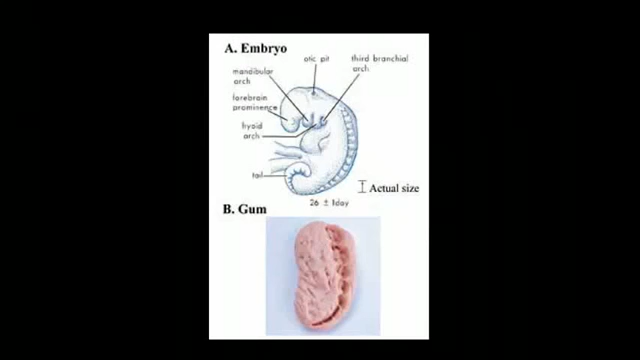 A. Embryo
otic pit
third branchial
arch
mandibular
arch
forebrain
prominence
hyoid
arch
tail
Actual size
26 ± 1day
B. Gum